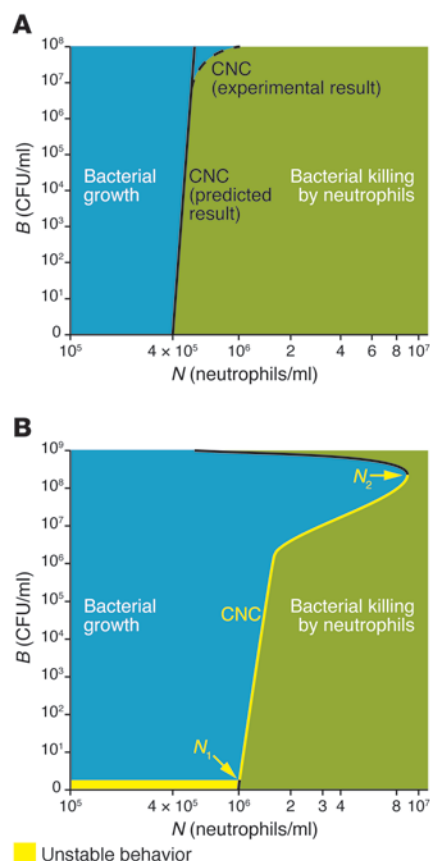 A
10⁸
10⁷
10⁶
10⁵
10⁴
10³
10²
10¹
0
B (CFU/ml)
CNC
(experimental result)
Bacterial
growth
CNC
(predicted
result)
Bacterial killing
by neutrophils
10⁵
4 × 10⁵
10⁶
2
4
6
8
10⁷
N (neutrophils/ml)
B
10⁹
10⁸
10⁷
10⁶
10⁵
10⁴
10³
10²
10¹
0
B (CFU/ml)
N₂
Bacterial
growth
CNC
Bacterial killing
by neutrophils
N₁
10⁵
4 × 10⁵
10⁶
2
3
4
10⁷
N (neutrophils/ml)
Unstable behavior